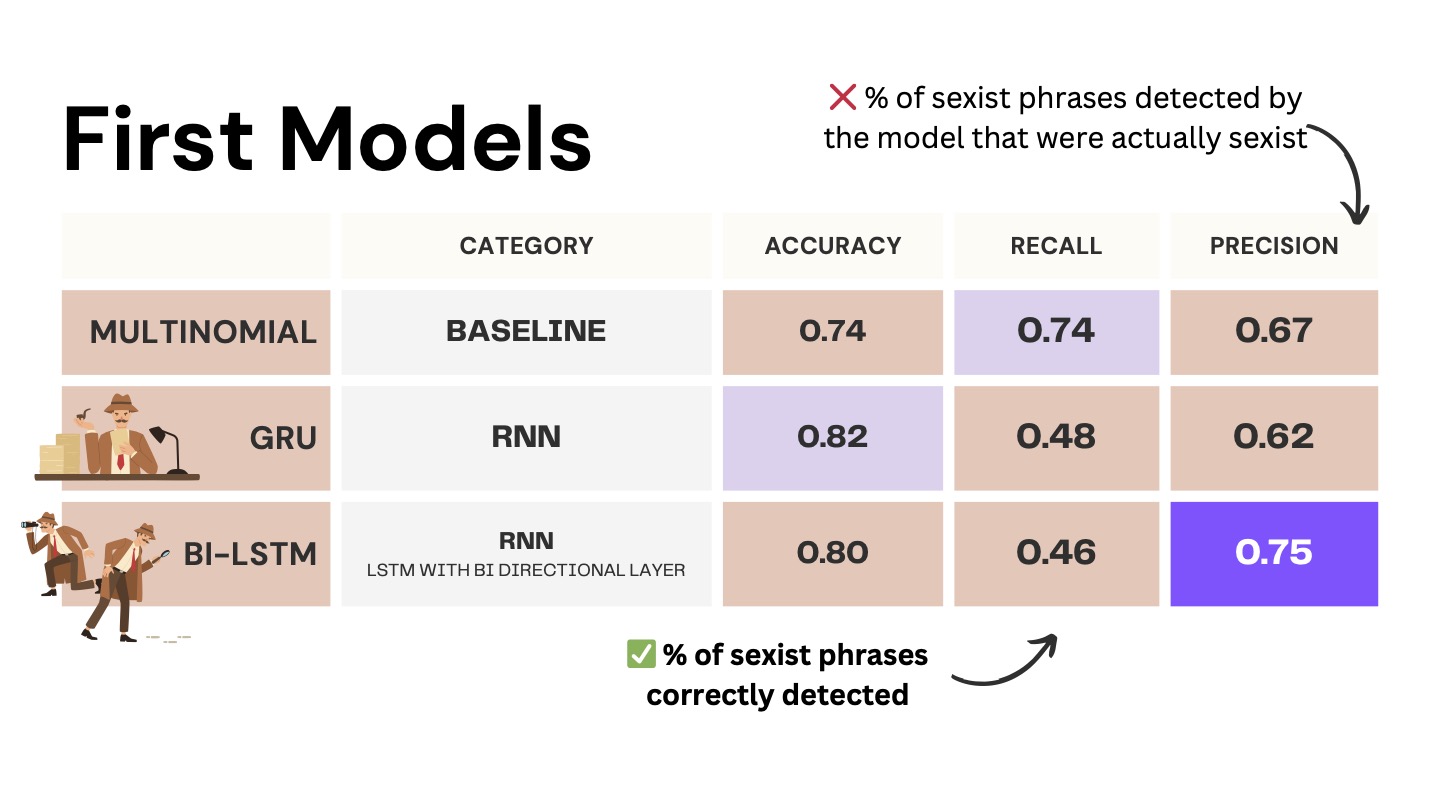 First Models
❌ % of sexist phrases detected by
the model that were actually sexist
CATEGORY ACCURACY RECALL PRECISION
MULTINOMIAL BASELINE 0.74 0.74 0.67
GRU RNN 0.82 0.48 0.62
BI-LSTM RNN 0.80 0.46 0.75
LSTM WITH BI DIRECTIONAL LAYER
✅ % of sexist phrases
correctly detected